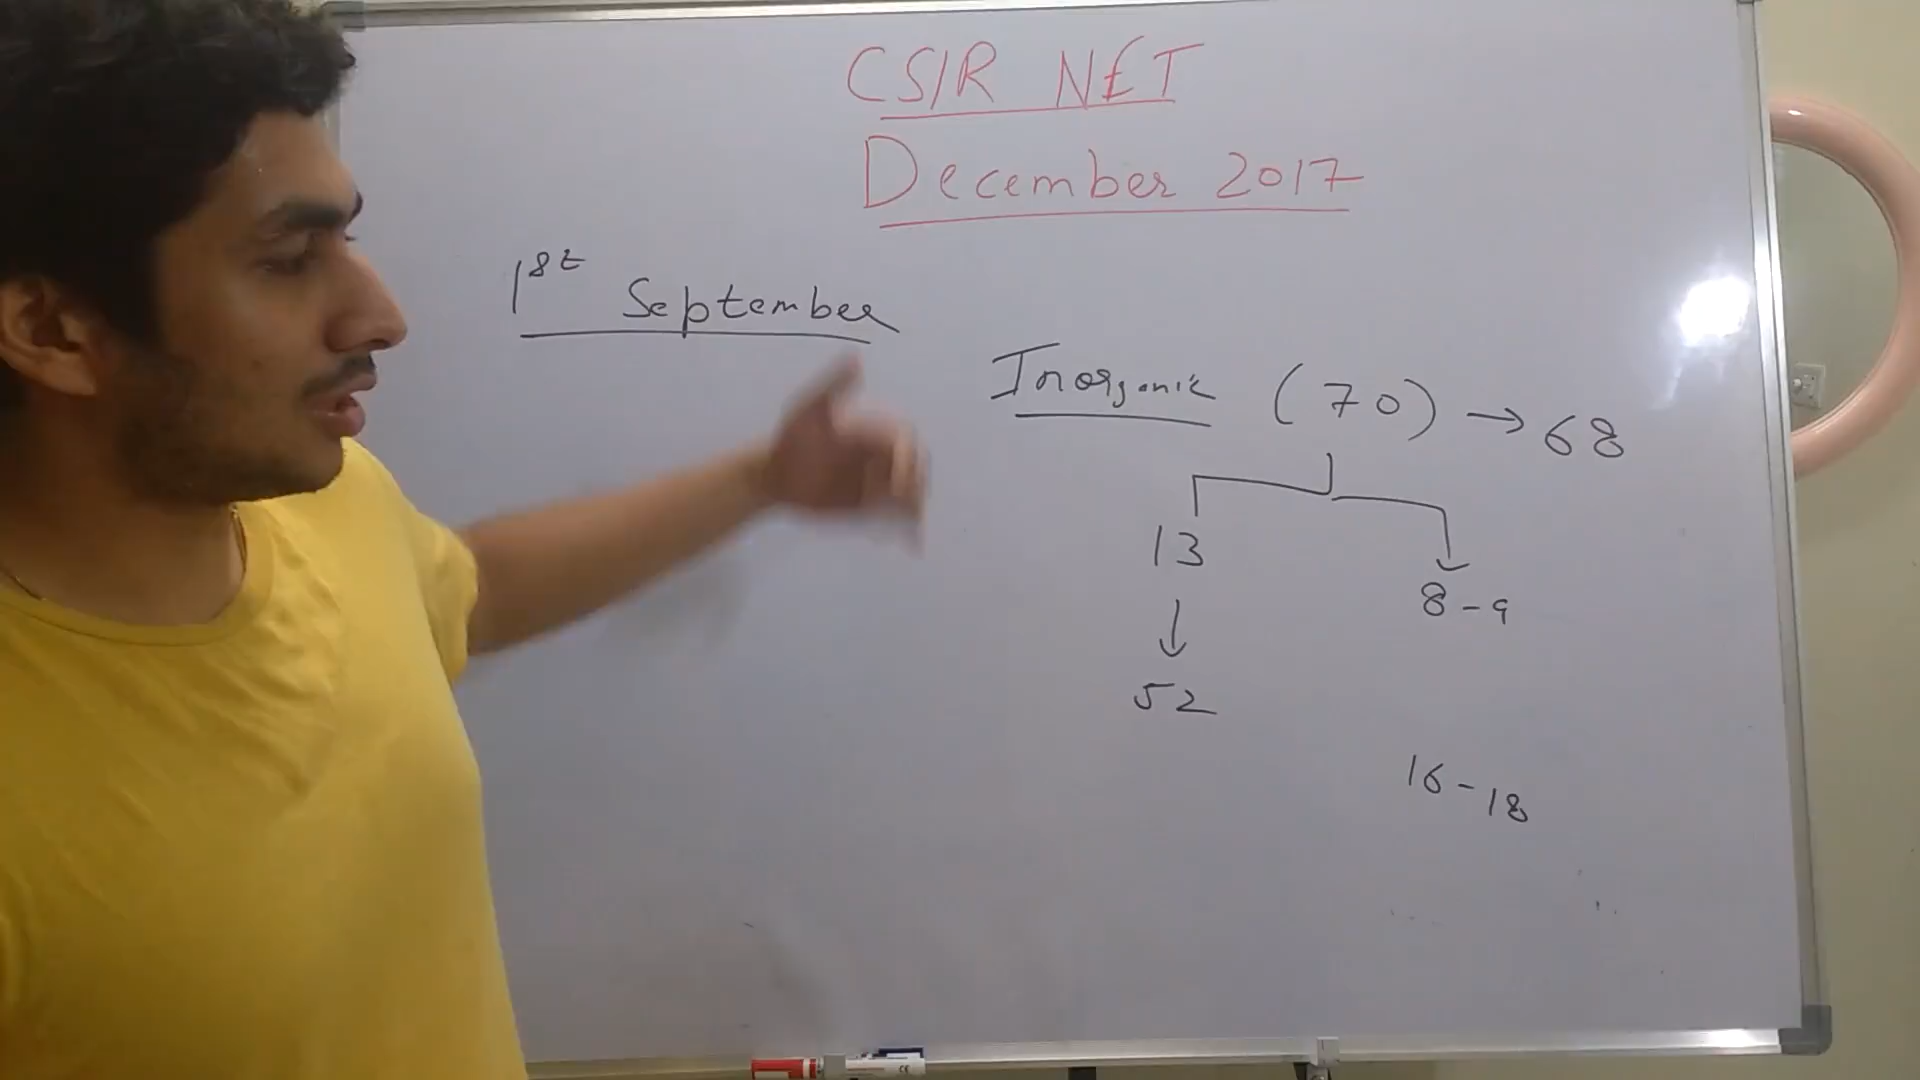 CSIR NET
December 2017
1st September
Inorganic (70) → 68
13
8-9
52
16-18